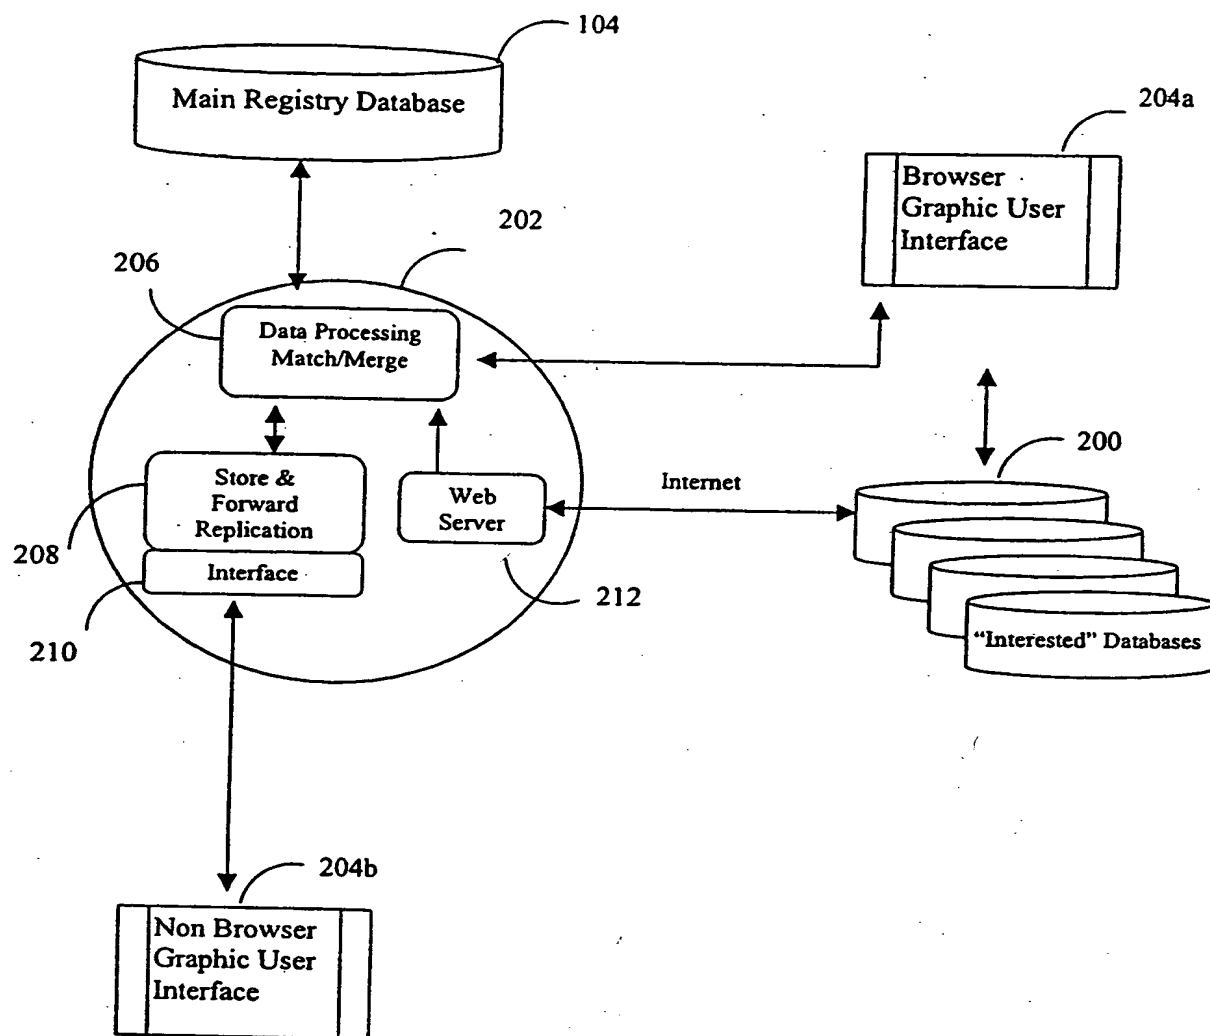 104
Main Registry Database
204a
Browser
Graphic User
Interface
202
206
Data Processing
Match/Merge
200
Store &
Forward
Replication
Web
Server
Internet
208
Interface
212
210
"Interested" Databases
204b
Non Browser
Graphic User
Interface